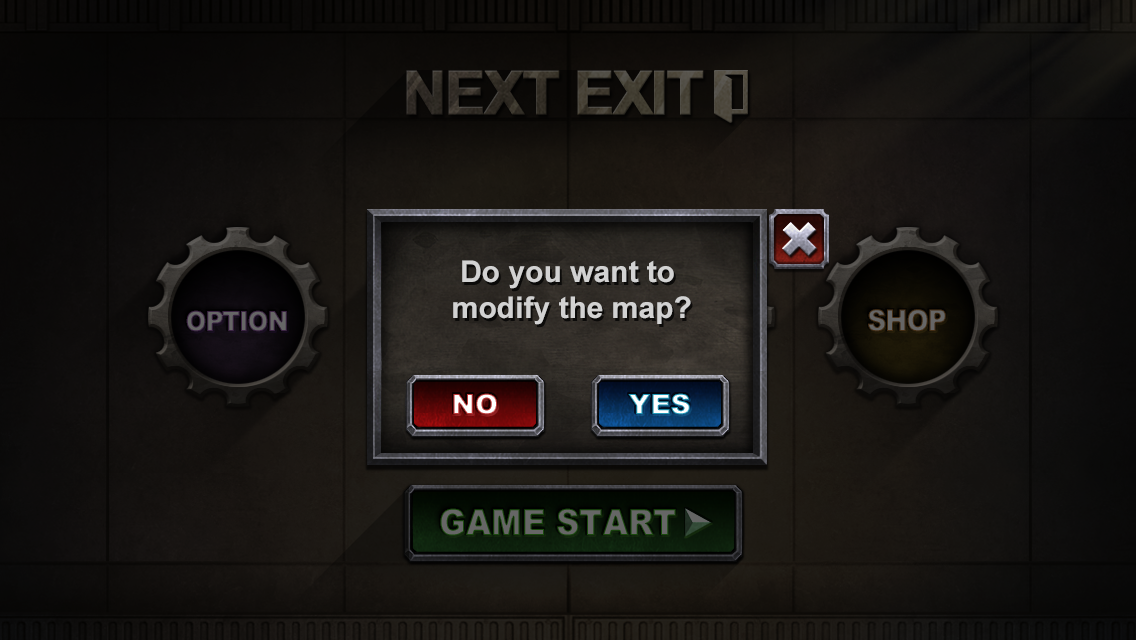 NEXT EXIT
Do you want to
modify the map?
OPTION
SHOP
NO
YES
GAME START